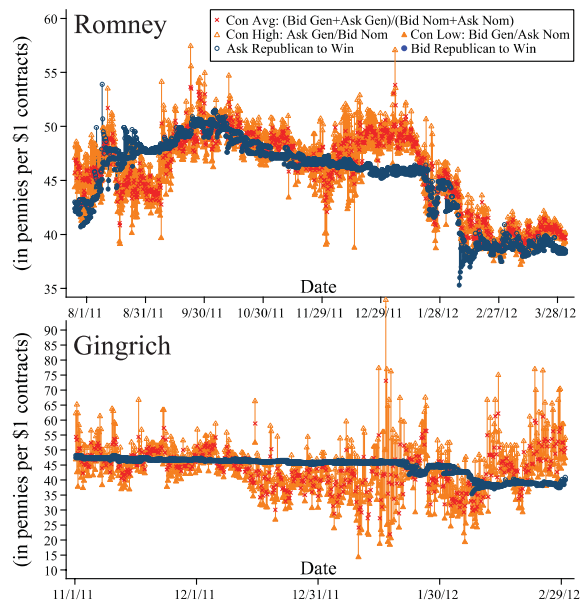 Romney
× Con Avg: (Bid Gen+Ask Gen)/(Bid Nom+Ask Nom)
Con High: Ask Gen/Bid Nom Con Low: Bid Gen/Ask Nom
Ask Republican to Win Bid Republican to Win
(in pennies per $1 contracts)
60
55
50
45
40
35
Date
8/1/11 8/31/11 9/30/11 10/30/11 11/29/11 12/29/11 1/28/12 2/27/12 3/28/12
Gingrich
(in pennies per $1 contracts)
90
85
80
75
70
65
60
55
50
45
40
35
30
25
20
15
10
Date
11/1/11 12/1/11 12/31/11 1/30/12 2/29/12